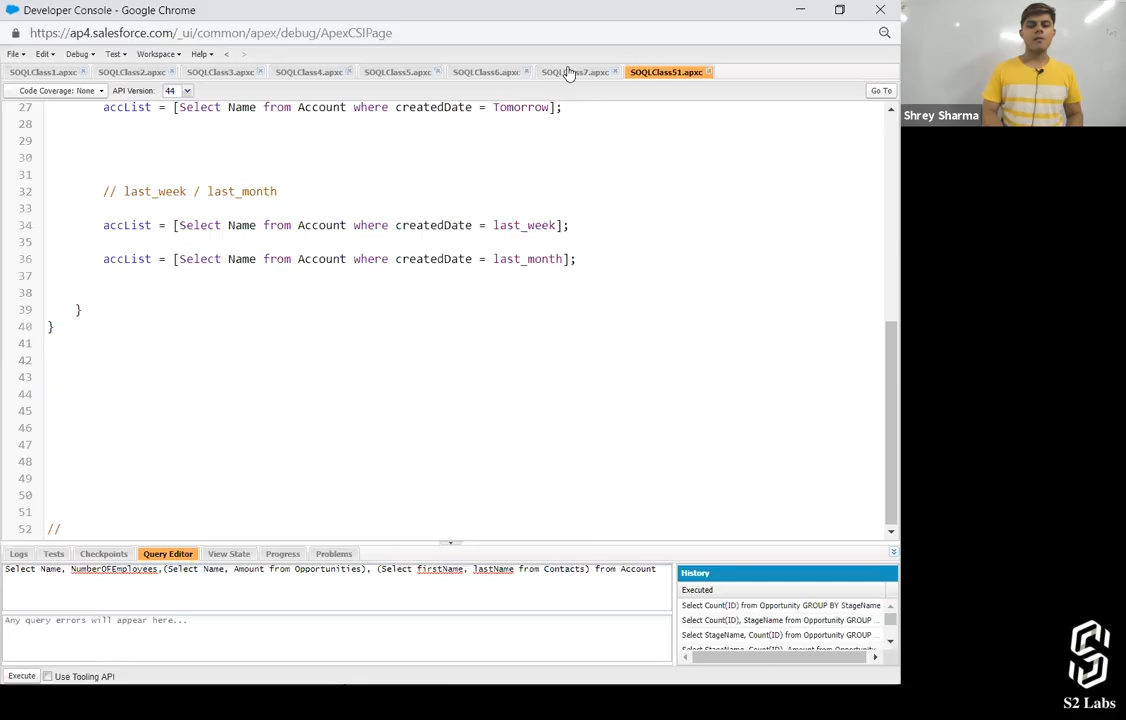 Developer Console - Google Chrome
https://ap4.salesforce.com/_ui/common/apex/debug/ApexCSIPage
File Edit Debug Test Workspace Help < >
SOQLClass1.apxc SOQLClass2.apxc SOQLClass3.apxc SOQLClass4.apxc SOQLClass5.apxc SOQLClass6.apxc SOQLClass7.apxc SOQLClass51.apxc
Code Coverage: None API Version: 44 Go To
27 accList = [Select Name from Account where createdDate = Tomorrow];
28
29
30
31
32 // last_week / last_month
33
34 accList = [Select Name from Account where createdDate = last_week];
35
36 accList = [Select Name from Account where createdDate = last_month];
37
38
39 }
40 }
41
42
43
44
45
46
47
48
49
50
51
52 //
Logs Tests Checkpoints Query Editor View State Progress Problems
Select Name, NumberOFEmployees,(Select Name, Amount from Opportunities), (Select firstName, lastName from Contacts) from Account
Any query errors will appear here...
History
Executed
Select Count(ID) from Opportunity GROUP BY StageName
Select Count(ID), StageName from Opportunity GROUP ...
Select StageName, Count(ID) from Opportunity GROUP ...
Select StageName, Count(ID), Amount from Opportunity
Execute Use Tooling API
Shrey Sharma
S2 Labs